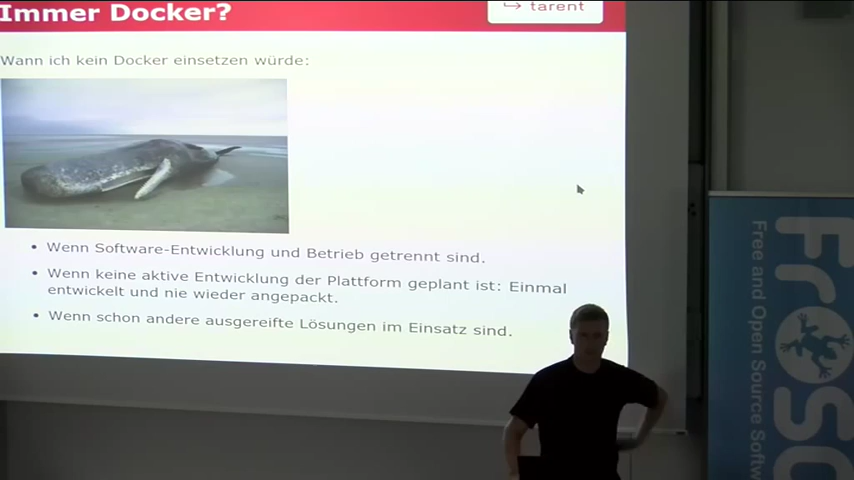 Immer Docker?
tarent
Wann ich kein Docker einsetzen würde:
Wenn Software-Entwicklung und Betrieb getrennt sind.
Wenn keine aktive Entwicklung der Plattform geplant ist: Einmal
entwickelt und nie wieder angepackt.
Wenn schon andere ausgereifte Lösungen im Einsatz sind.
Free and Open Source Softw
FrOSC